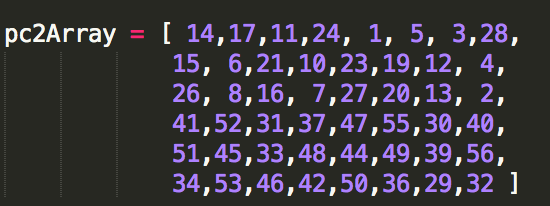 pc2Array = [ 14,17,11,24, 1, 5, 3,28,
15, 6,21,10,23,19,12, 4,
26, 8,16, 7,27,20,13, 2,
41,52,31,37,47,55,30,40,
51,45,33,48,44,49,39,56,
34,53,46,42,50,36,29,32 ]